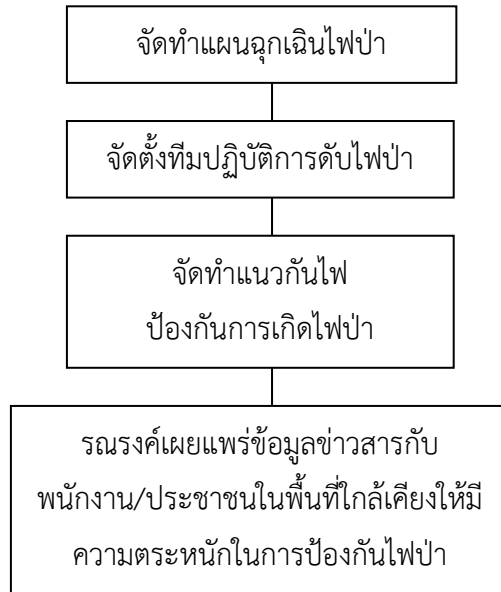 จัดทำแผนฉุกเฉินไฟป่า
จัดตั้งทีมปฏิบัติการดับไฟป่า
จัดทำแนวกันไฟ
ป้องกันการเกิดไฟป่า
รณรงค์เผยแพร่ข้อมูลข่าวสารกับ
พนักงาน/ประชาชนในพื้นที่ใกล้เคียงให้มี
ความตระหนักในการป้องกันไฟป่า